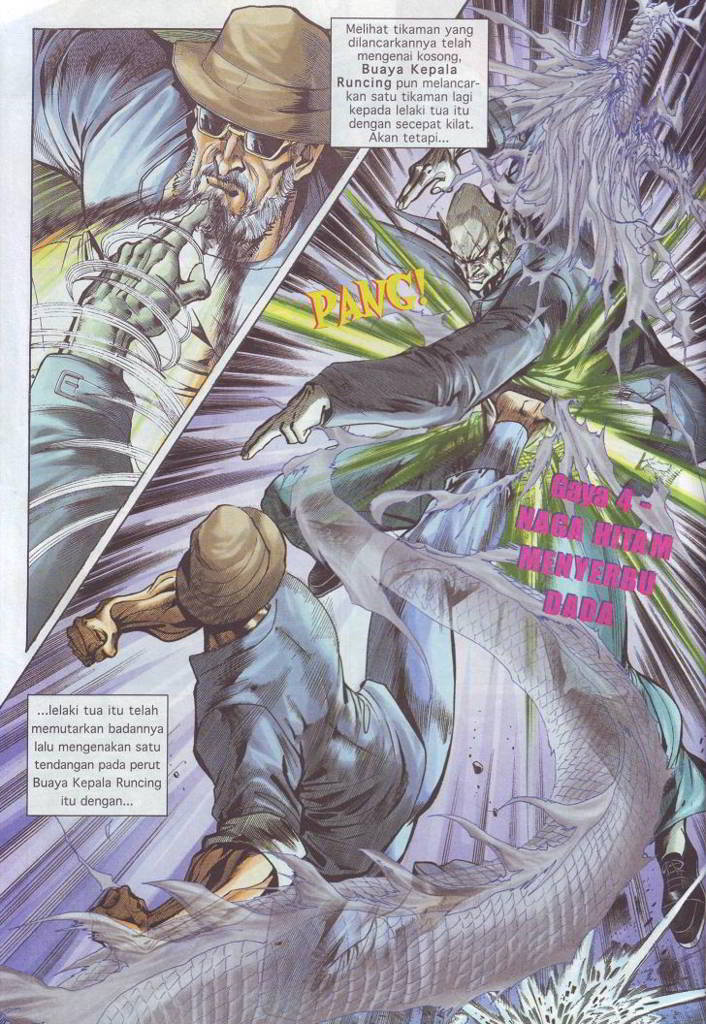 Melihat tikaman yang
dilancarkannya telah
mengenai kosong,
Buaya Kepala
Runcing pun melancar-
kan satu tikaman lagi
kepada lelaki tua itu
dengan secepat kilat.
Akan tetapi...
PANG!
Gaya 4 -
NAGA HITAM
MENYERBU
DADA
...lelaki tua itu telah
memutarkan badannya
lalu mengenakan satu
tendangan pada perut
Buaya Kepala Runcing
itu dengan...